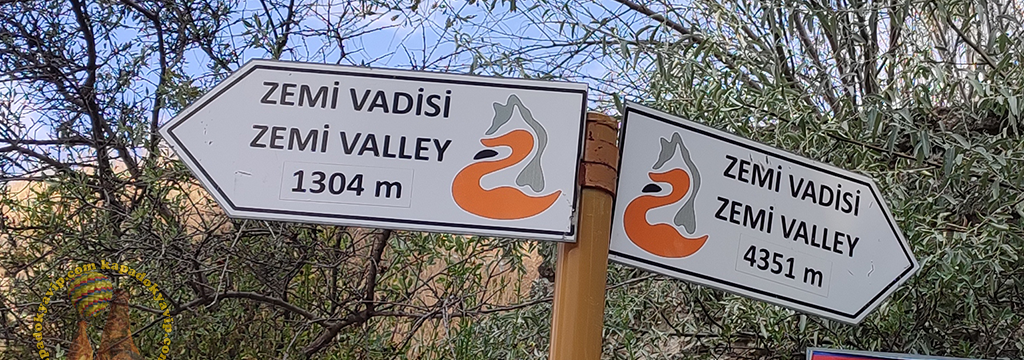 ZEMİ VADİSİ
ZEMİ VALLEY
1304 m
ZEMİ VADİSİ
ZEMİ VALLEY
4351 m